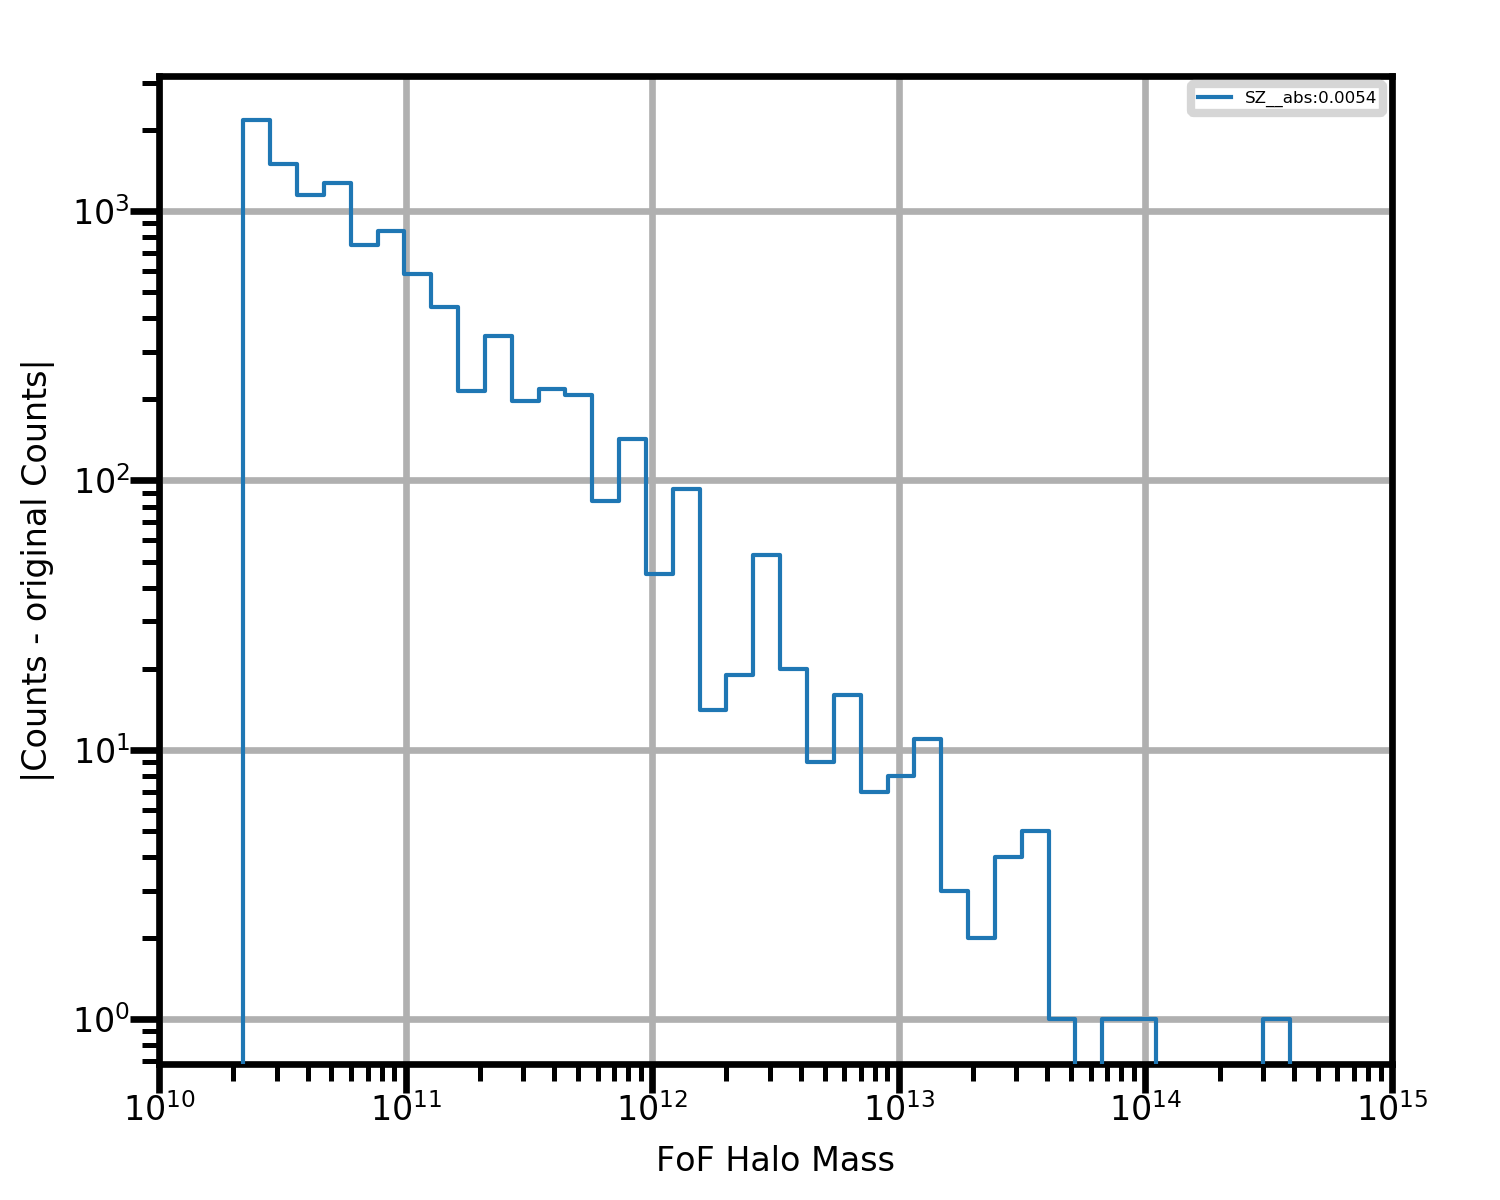 SZ__abs:0.0054
10³
10²
10¹
10⁰
|Counts - original Counts|
10¹⁰ 10¹¹ 10¹² 10¹³ 10¹⁴ 10¹⁵
FoF Halo Mass